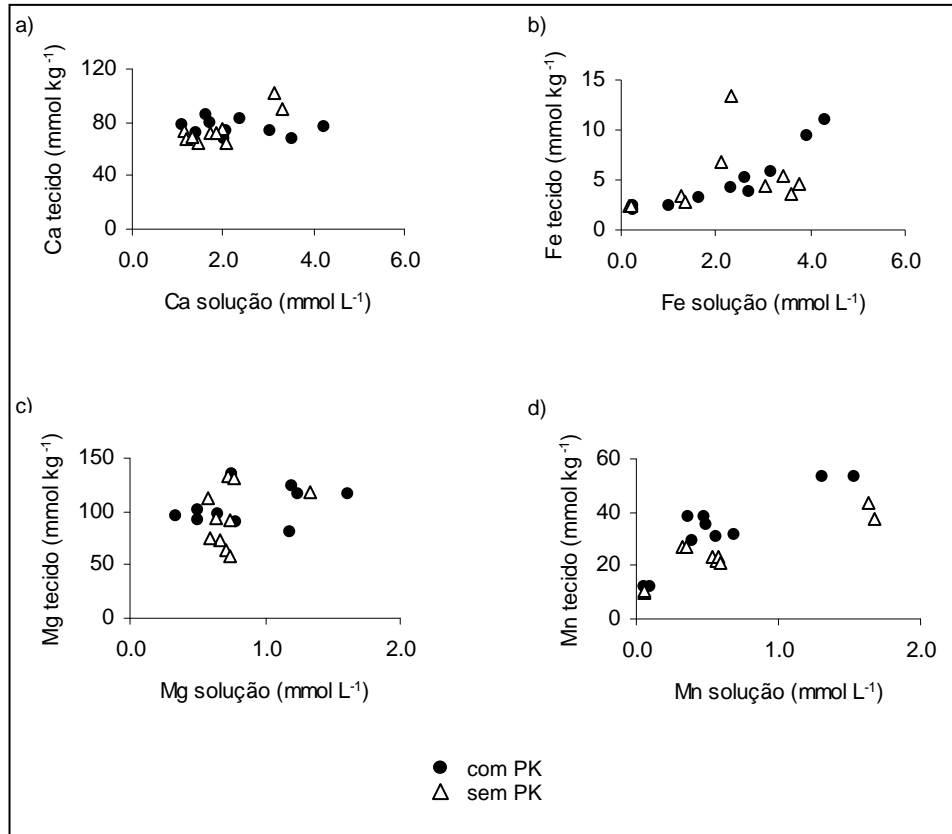 a)
Ca tecido (mmol kg⁻¹)
120
80
40
0
0.0 2.0 4.0 6.0
Ca solução (mmol L⁻¹)
b)
Fe tecido (mmol kg⁻¹)
15
10
5
0
0.0 2.0 4.0 6.0
Fe solução (mmol L⁻¹)
c)
Mg tecido (mmol kg⁻¹)
150
100
50
0
0.0 1.0 2.0
Mg solução (mmol L⁻¹)
d)
Mn tecido (mmol kg⁻¹)
60
40
20
0
0.0 1.0 2.0
Mn solução (mmol L⁻¹)
com PK
sem PK